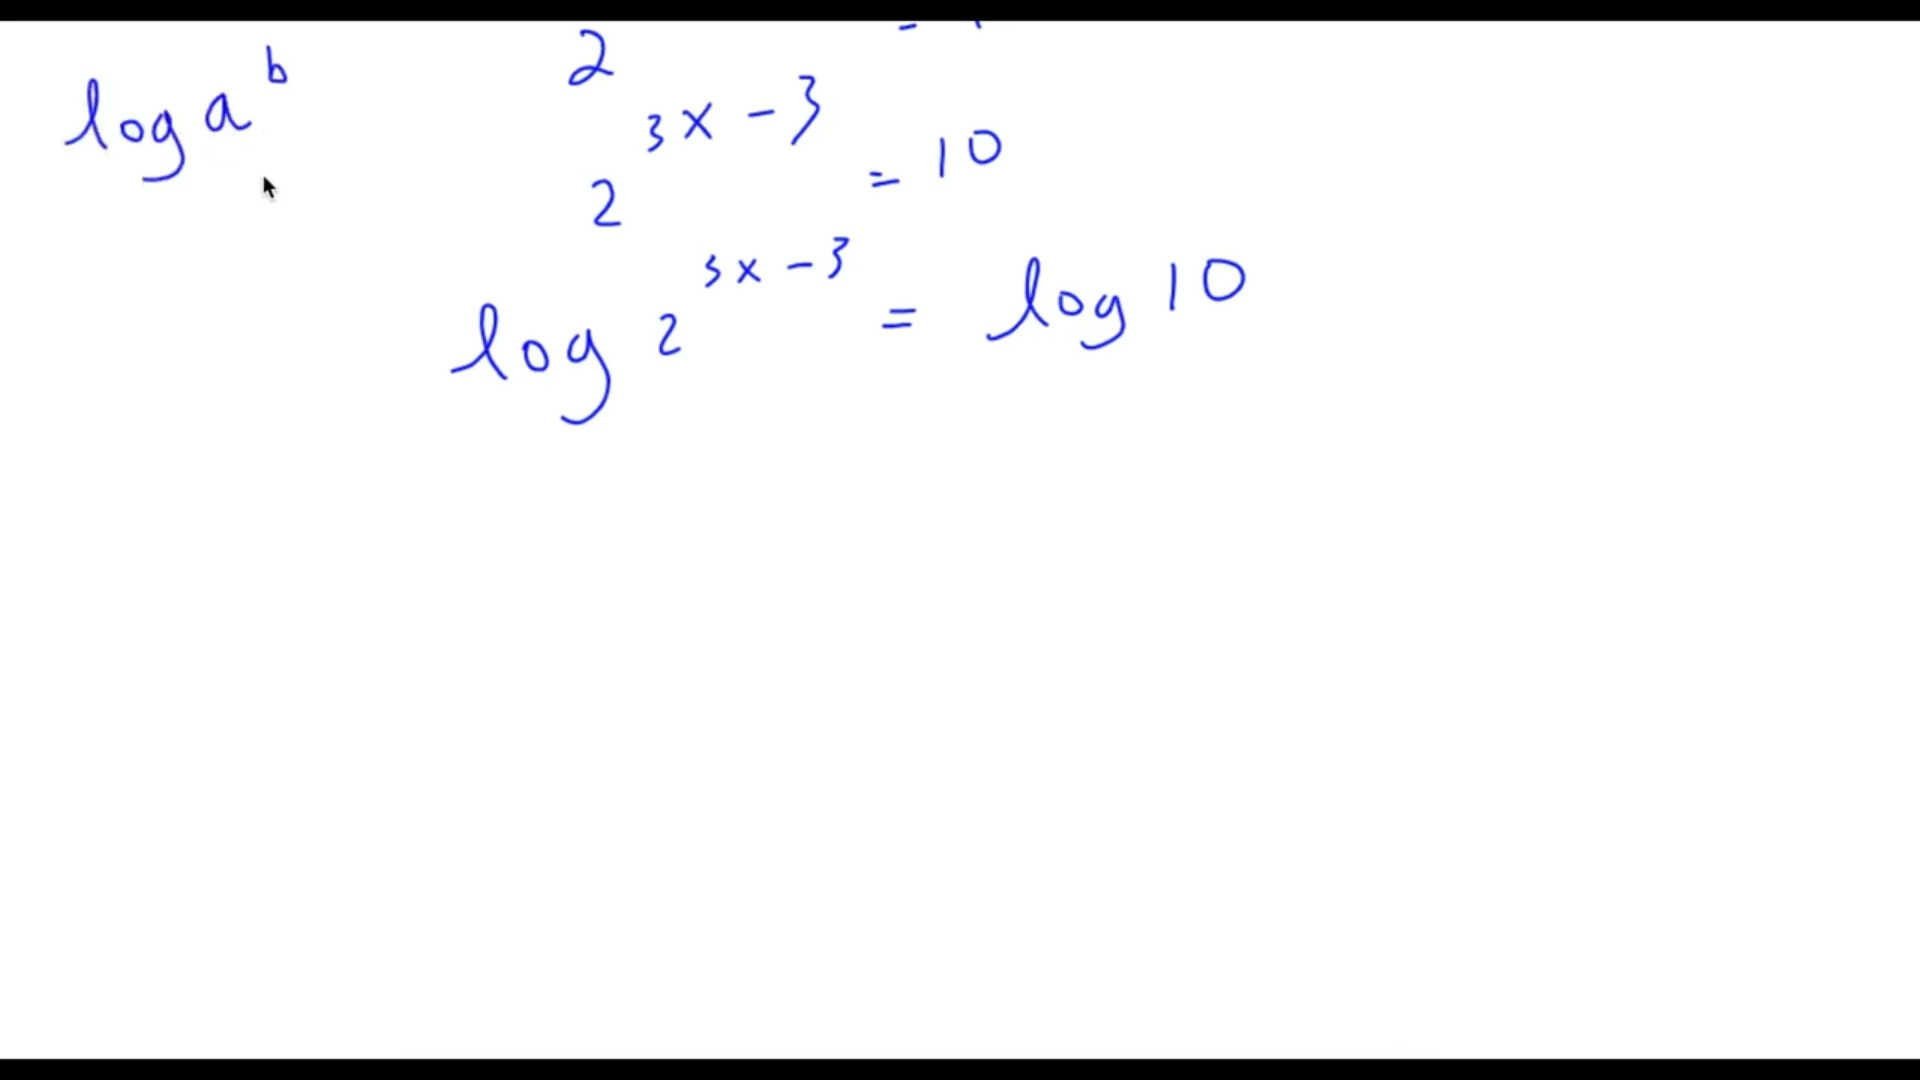 log a^b
2
2^(3x - 3) = 10
log 2^(3x - 3) = log 10